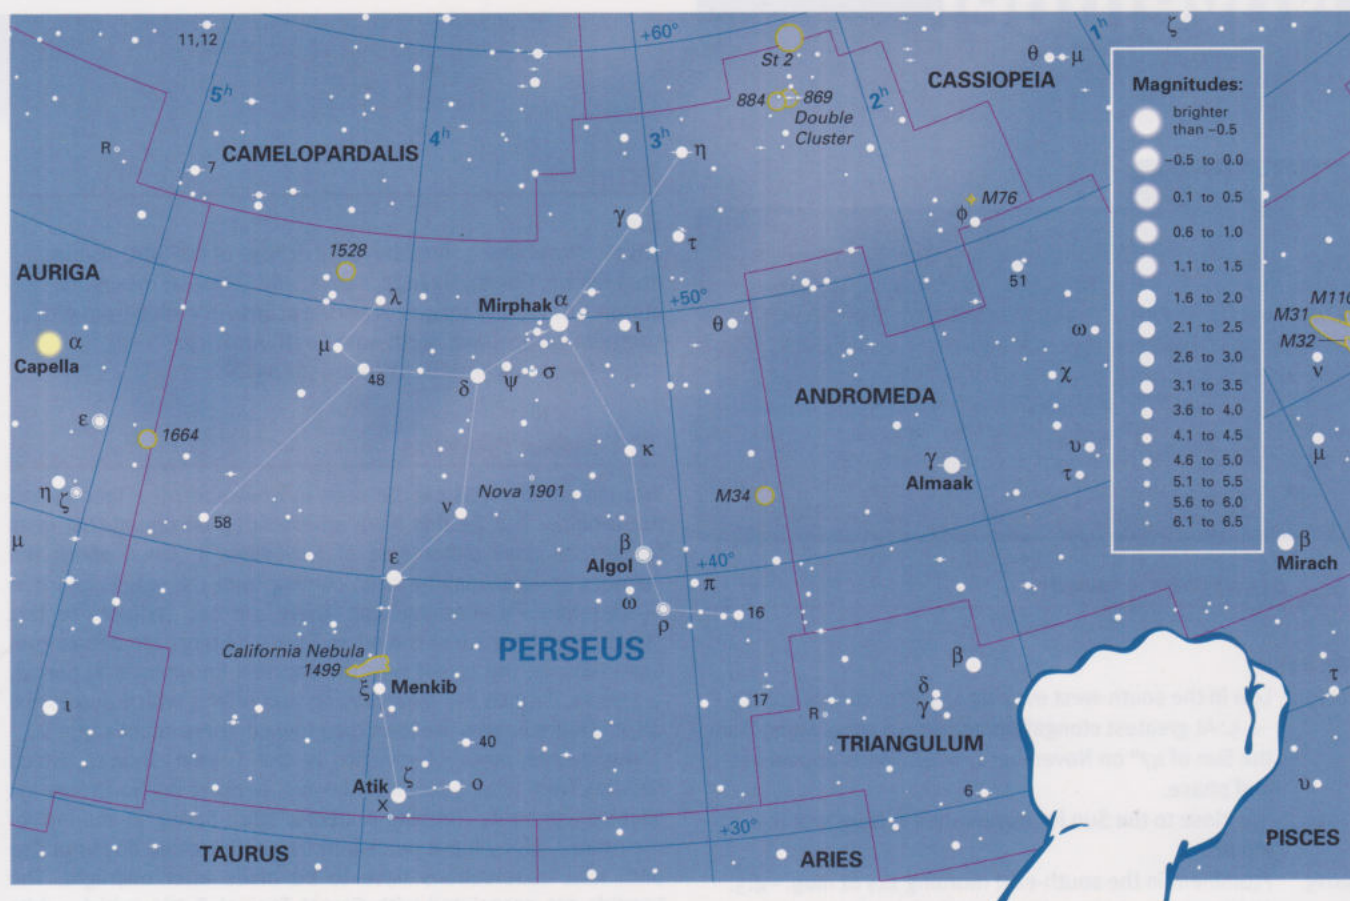 11,12
+60°
St 2
θ μ
ζ
1ʰ
5ʰ
884
869
Double
Cluster
2ʰ
CASSIOPEIA
4ʰ
3ʰ
R
7
CAMELOPARDALIS
η
γ
τ
M76
φ
Magnitudes:
brighter
than –0.5
–0.5 to 0.0
0.1 to 0.5
0.6 to 1.0
1.1 to 1.5
1.6 to 2.0
2.1 to 2.5
2.6 to 3.0
3.1 to 3.5
3.6 to 4.0
4.1 to 4.5
4.6 to 5.0
5.1 to 5.5
5.6 to 6.0
6.1 to 6.5
AURIGA
1528
λ
Mirphak α
+50°
ι
θ
51
ω
M116
M31
M32
ν
α
Capella
μ
48
δ
ψ
σ
χ
ANDROMEDA
ε
1664
κ
γ
Almaak
υ
τ
μ
η
ζ
Nova 1901
M34
58
ν
μ
ε
β
Algol
+40°
π
ω
ρ
16
β
Mirach
California Nebula
1499
PERSEUS
ξ
Menkib
β
δ
γ
τ
ι
17
R
40
TRIANGULUM
Atik
ζ
x
ο
6
υ
+30°
TAURUS
ARIES
PISCES